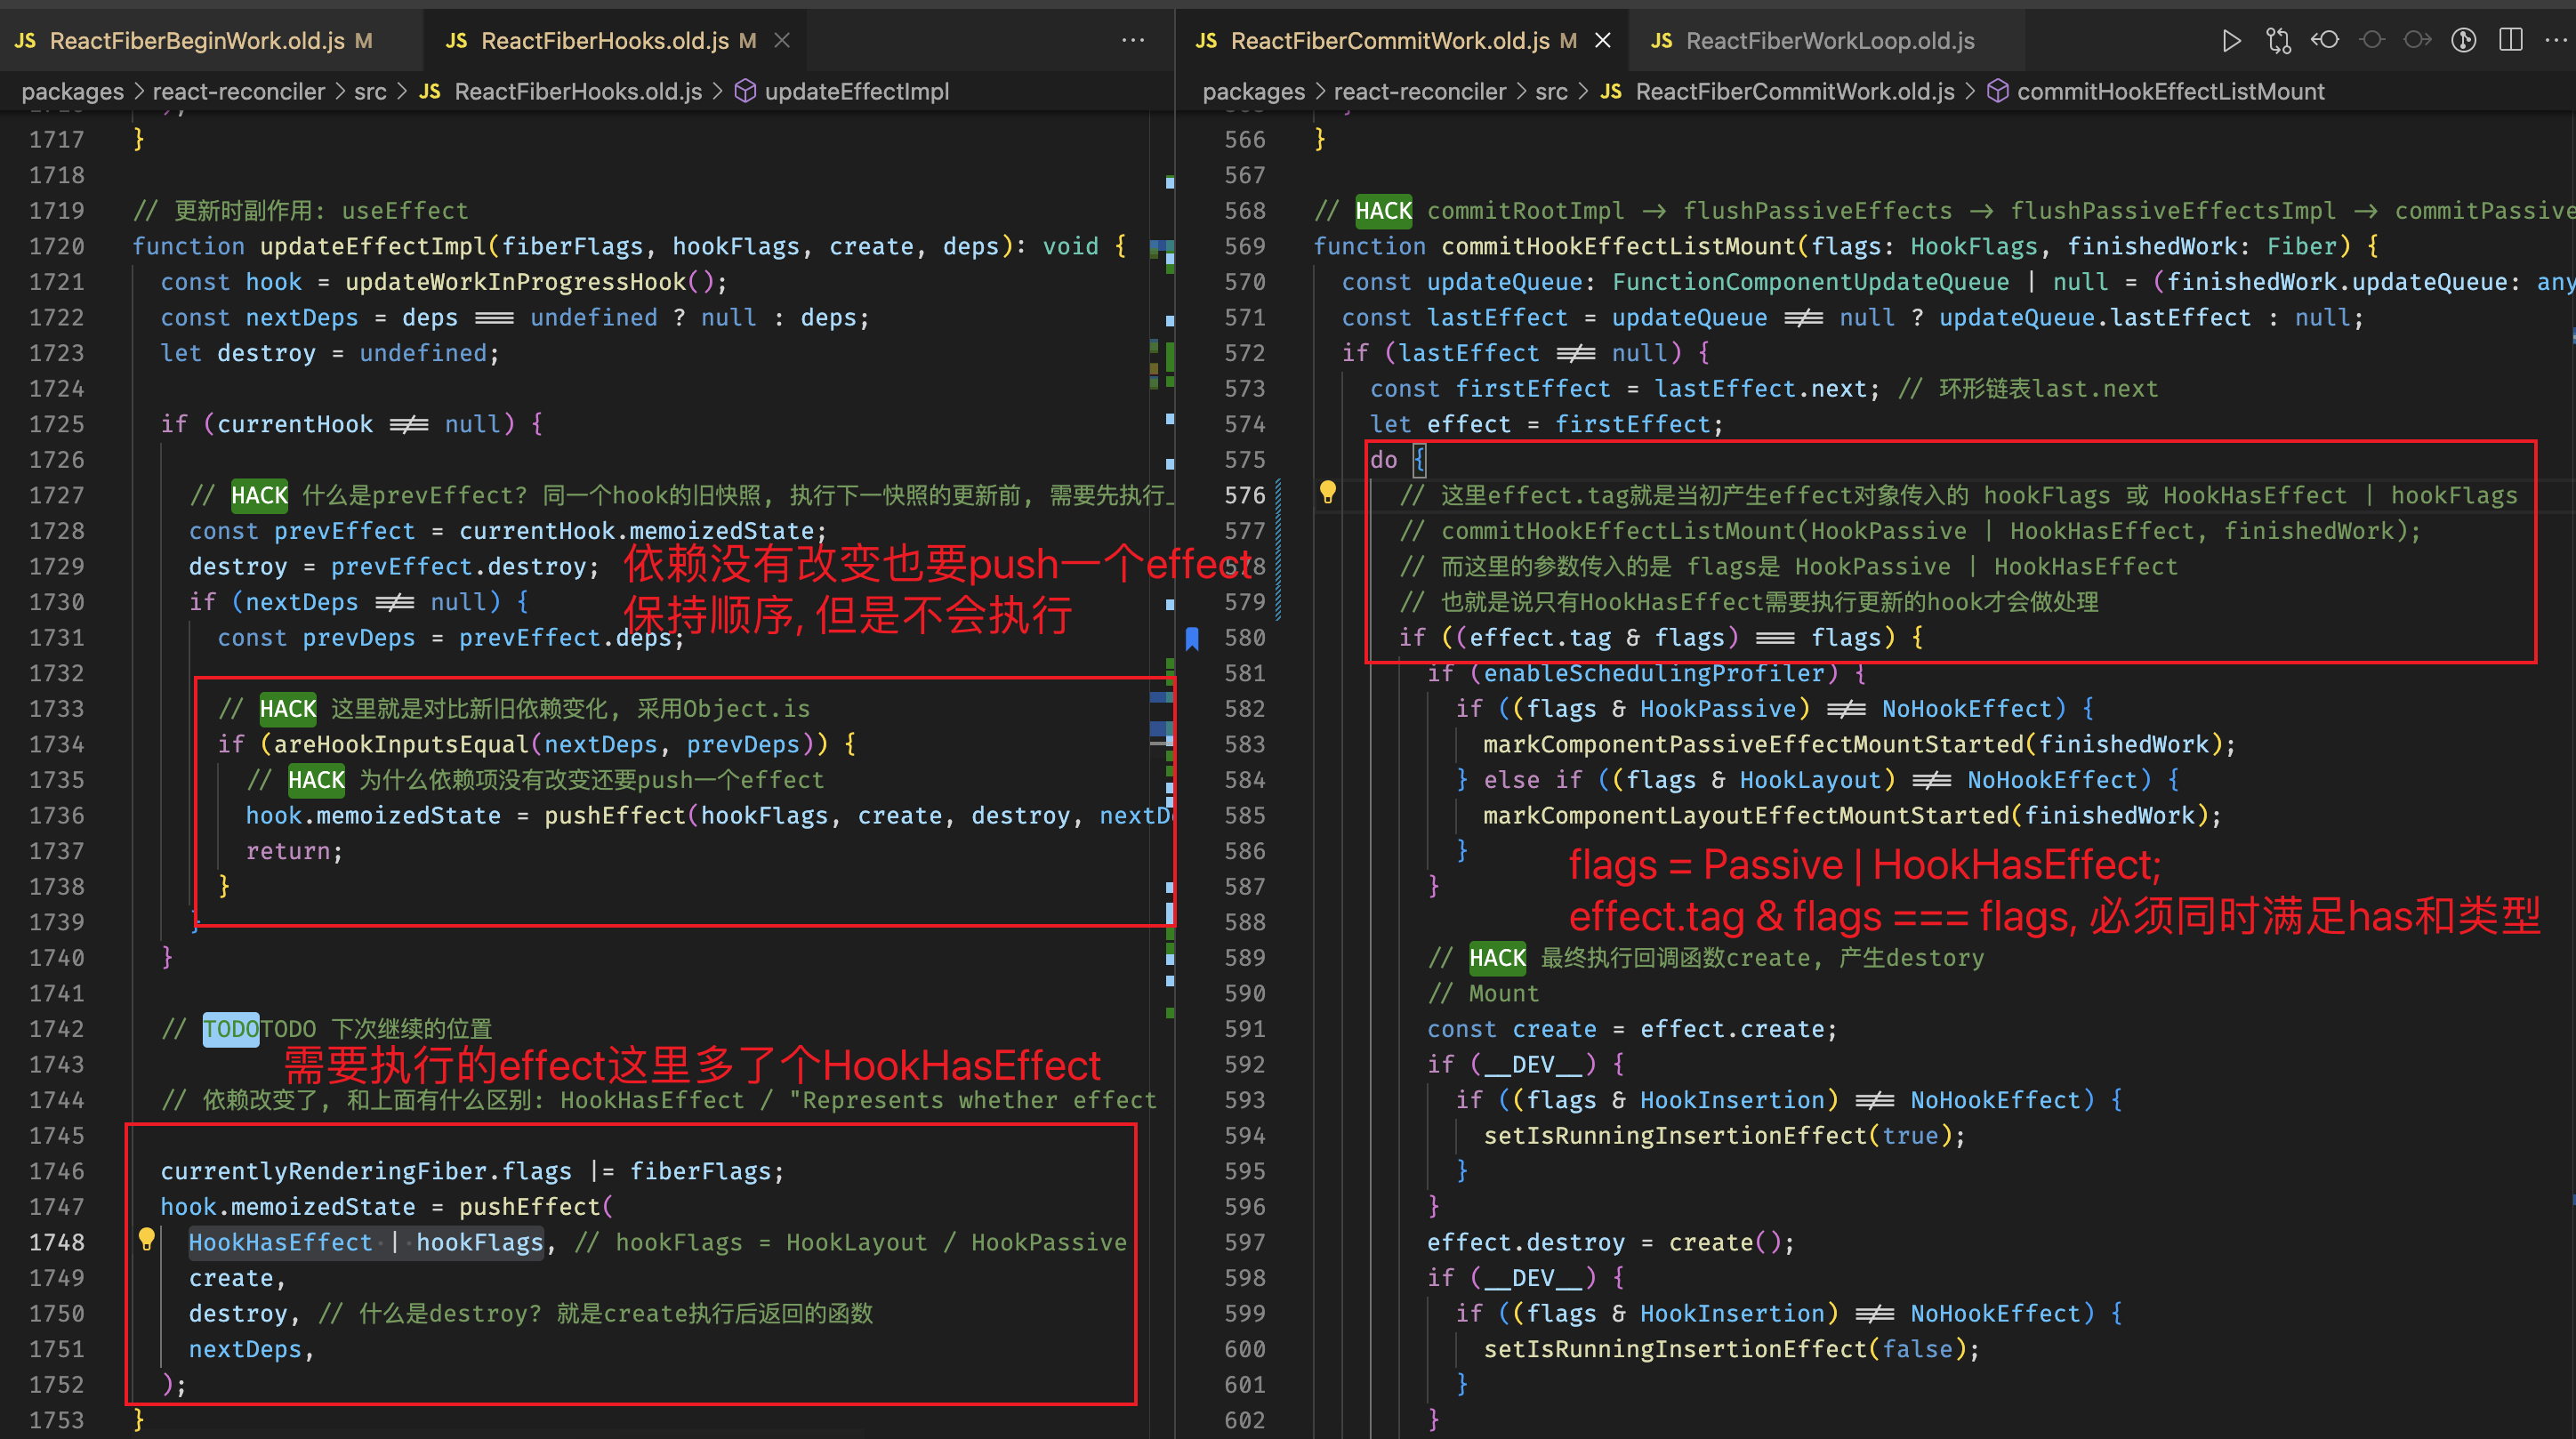 JS ReactFiberBeginWork.old.js M
JS ReactFiberHooks.old.js M
packages > react-reconciler > src > JS ReactFiberHooks.old.js > updateEffectImpl
1717 }
1718
1719 // 更新时副作用: useEffect
1720 function updateEffectImpl(fiberFlags, hookFlags, create, deps): void {
1721 const hook = updateWorkInProgressHook();
1722 const nextDeps = deps === undefined ? null : deps;
1723 let destroy = undefined;
1724
1725 if (currentHook !== null) {
1726
1727 // HACK 什么是prevEffect? 同一个hook的旧快照, 执行下一快照的更新前, 需要先执行
1728 const prevEffect = currentHook.memoizedState;
1729 destroy = prevEffect.destroy;
依赖没有改变也要push一个effect
1730 if (nextDeps !== null) {
保持顺序, 但是不会执行
1731 const prevDeps = prevEffect.deps;
1732
1733 // HACK 这里就是对比新旧依赖变化, 采用Object.is
1734 if (areHookInputsEqual(nextDeps, prevDeps)) {
1735 // HACK 为什么依赖项没有改变还要push一个effect
1736 hook.memoizedState = pushEffect(hookFlags, create, destroy, nextD
1737 return;
1738 }
1739 }
1740 }
1741
1742 // TODOTODO 下次继续的位置
1743
需要执行的effect这里多了个HookHasEffect
1744 // 依赖改变了, 和上面有什么区别: HookHasEffect / "Represents whether effect
1745
1746 currentlyRenderingFiber.flags |= fiberFlags;
1747 hook.memoizedState = pushEffect(
1748 HookHasEffect | hookFlags, // hookFlags = HookLayout / HookPassive
1749 create,
1750 destroy, // 什么是destroy? 就是create执行后返回的函数
1751 nextDeps,
1752 );
1753 }
JS ReactFiberCommitWork.old.js M
JS ReactFiberWorkLoop.old.js
packages > react-reconciler > src > JS ReactFiberCommitWork.old.js > commitHookEffectListMount
566 }
567
568 // HACK commitRootImpl -> flushPassiveEffects -> flushPassiveEffectsImpl -> commitPassive
569 function commitHookEffectListMount(flags: HookFlags, finishedWork: Fiber) {
570 const updateQueue: FunctionComponentUpdateQueue | null = (finishedWork.updateQueue: any
571 const lastEffect = updateQueue !== null ? updateQueue.lastEffect : null;
572 if (lastEffect !== null) {
573 const firstEffect = lastEffect.next; // 环形链表last.next
574 let effect = firstEffect;
575 do {
576 // 这里effect.tag就是当初产生effect对象传入的 hookFlags 或 HookHasEffect | hookFlags
577 // commitHookEffectListMount(HookPassive | HookHasEffect, finishedWork);
578 // 而这里的参数传入的是 flags是 HookPassive | HookHasEffect
579 // 也就是说只有HookHasEffect需要执行更新的hook才会做处理
580 if ((effect.tag & flags) === flags) {
581 if (enableSchedulingProfiler) {
582 if ((flags & HookPassive) !== NoHookEffect) {
583 markComponentPassiveEffectMountStarted(finishedWork);
584 } else if ((flags & HookLayout) !== NoHookEffect) {
585 markComponentLayoutEffectMountStarted(finishedWork);
586 }
flags = Passive | HookHasEffect;
587 }
588
effect.tag & flags === flags, 必须同时满足has和类型
589 // HACK 最终执行回调函数create, 产生destory
590 // Mount
591 const create = effect.create;
592 if (__DEV__) {
593 if ((flags & HookInsertion) !== NoHookEffect) {
594 setIsRunningInsertionEffect(true);
595 }
596 }
597 effect.destroy = create();
598 if (__DEV__) {
599 if ((flags & HookInsertion) !== NoHookEffect) {
600 setIsRunningInsertionEffect(false);
601 }
602 }